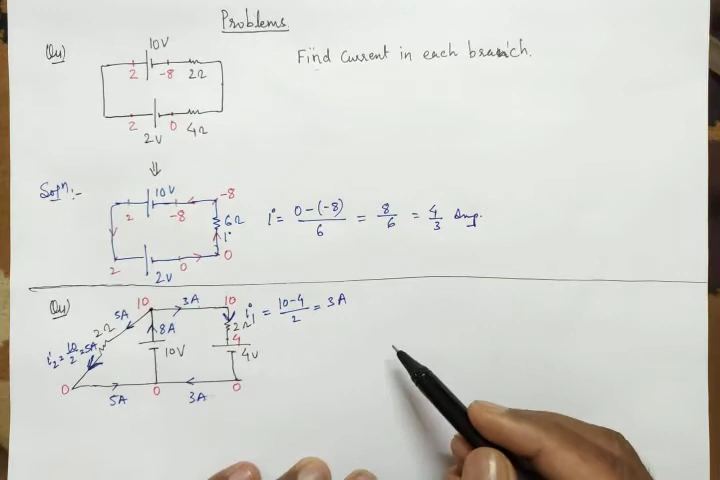 Problems.
Qu) Find Current in each branch.
10V
2 -8 2Ω
2 0 4Ω
2V
⇓
Solⁿ:-
10V -8
2 -8
6Ω i = 0-(-8)/6 = 8/6 = 4/3 Amp.
i
2 0 0
2V
Qu)
10 3A 10 i₁ = 10-4/2 = 3A
5A
2Ω 8A 2Ω
i₂ = 10/2 = 5A 4
10V 4V
0 0 0
5A 3A